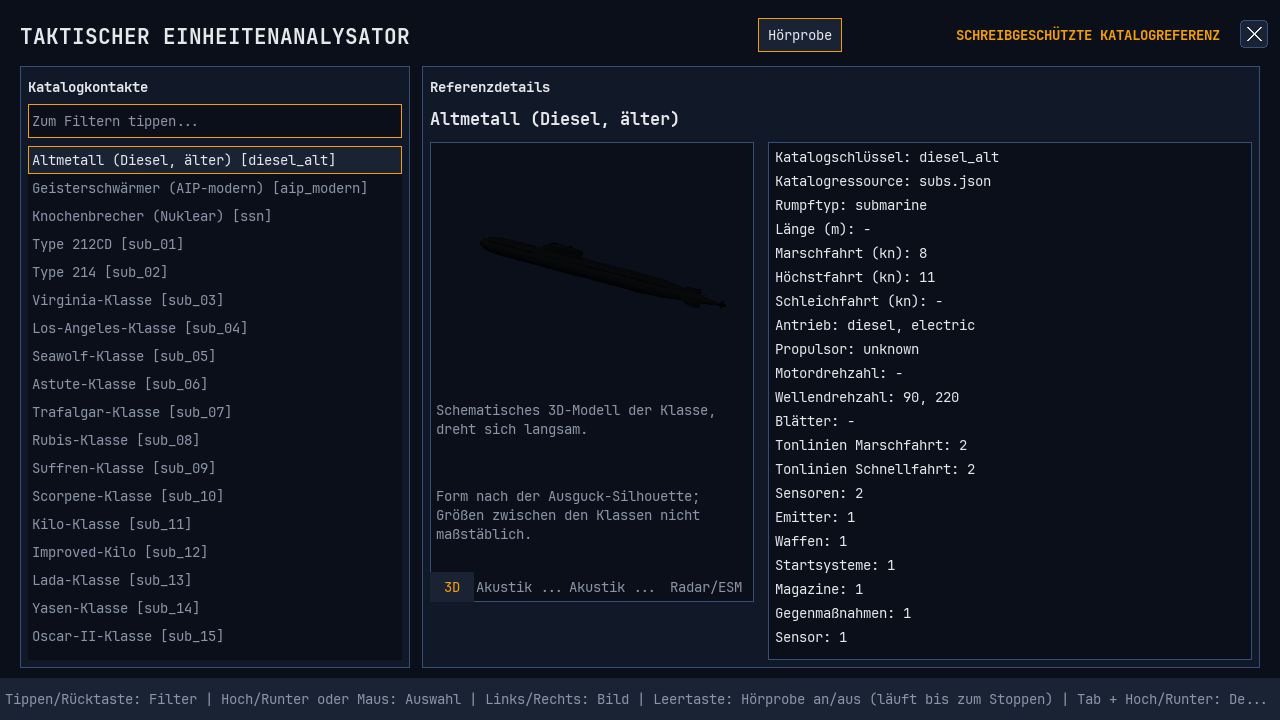 TAKTISCHER EINHEITENANALYSATOR
Hörprobe
SCHREIBGESCHÜTZTE KATALOGREFERENZ
Katalogkontakte
Zum Filtern tippen...
Altmetall (Diesel, älter) [diesel_alt]
Geisterschwärmer (AIP-modern) [aip_modern]
Knochenbrecher (Nuklear) [ssn]
Type 212CD [sub_01]
Type 214 [sub_02]
Virginia-Klasse [sub_03]
Los-Angeles-Klasse [sub_04]
Seawolf-Klasse [sub_05]
Astute-Klasse [sub_06]
Trafalgar-Klasse [sub_07]
Rubis-Klasse [sub_08]
Suffren-Klasse [sub_09]
Scorpene-Klasse [sub_10]
Kilo-Klasse [sub_11]
Improved-Kilo [sub_12]
Lada-Klasse [sub_13]
Yasen-Klasse [sub_14]
Oscar-II-Klasse [sub_15]
Referenzdetails
Altmetall (Diesel, älter)
Schematisches 3D-Modell der Klasse,
dreht sich langsam.
Form nach der Ausguck-Silhouette;
Größen zwischen den Klassen nicht
maßstäblich.
3D
Akustik ...
Akustik ...
Radar/ESM
Katalogschlüssel: diesel_alt
Katalogressource: subs.json
Rumpftyp: submarine
Länge (m): -
Marschfahrt (kn): 8
Höchstfahrt (kn): 11
Schleichfahrt (kn): -
Antrieb: diesel, electric
Propulsor: unknown
Motordrehzahl: -
Wellendrehzahl: 90, 220
Blätter: -
Tonlinien Marschfahrt: 2
Tonlinien Schnellfahrt: 2
Sensoren: 2
Emitter: 1
Waffen: 1
Startsysteme: 1
Magazine: 1
Gegenmaßnahmen: 1
Sensor: 1
Tippen/Rücktaste: Filter | Hoch/Runter oder Maus: Auswahl | Links/Rechts: Bild | Leertaste: Hörprobe an/aus (läuft bis zum Stoppen) | Tab + Hoch/Runter: De...